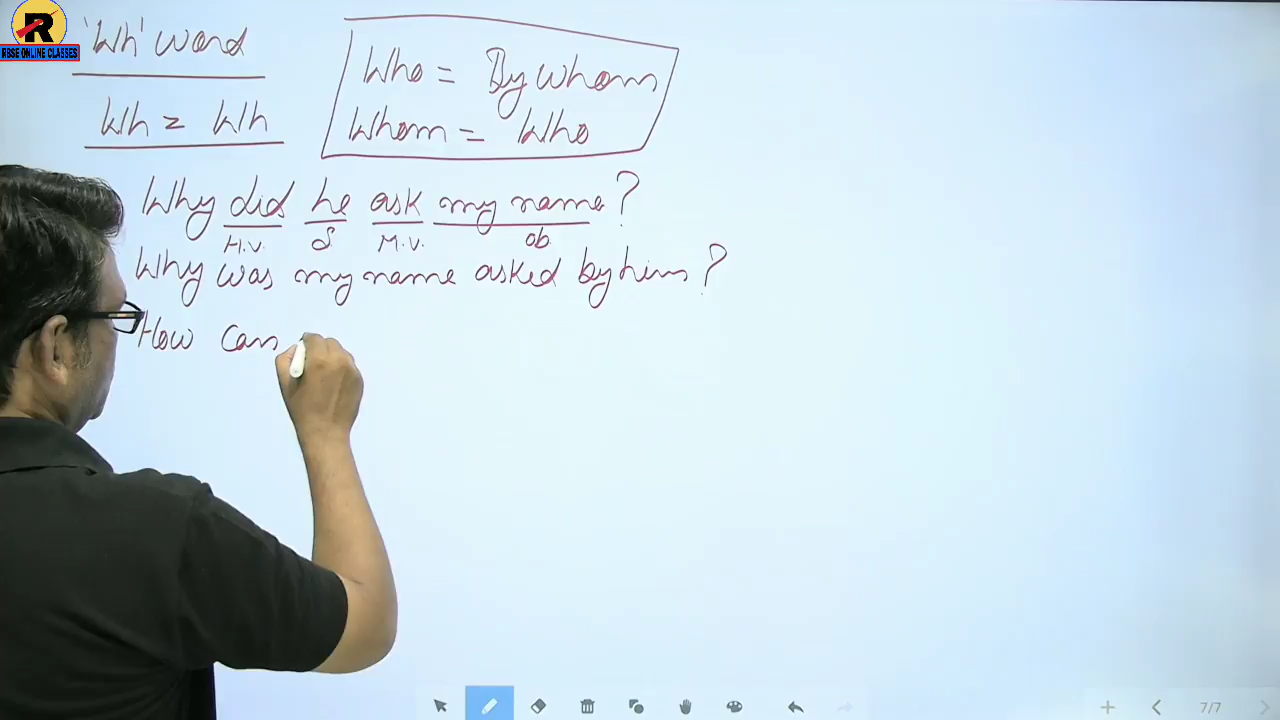 R
RBSE ONLINE CLASSES
'Wh' word
Wh = Wh
Who = By whom
Whom = Who
Why did he ask my name?
H.V. S M.V. ob
Why was my name asked by him?
How can
7/7